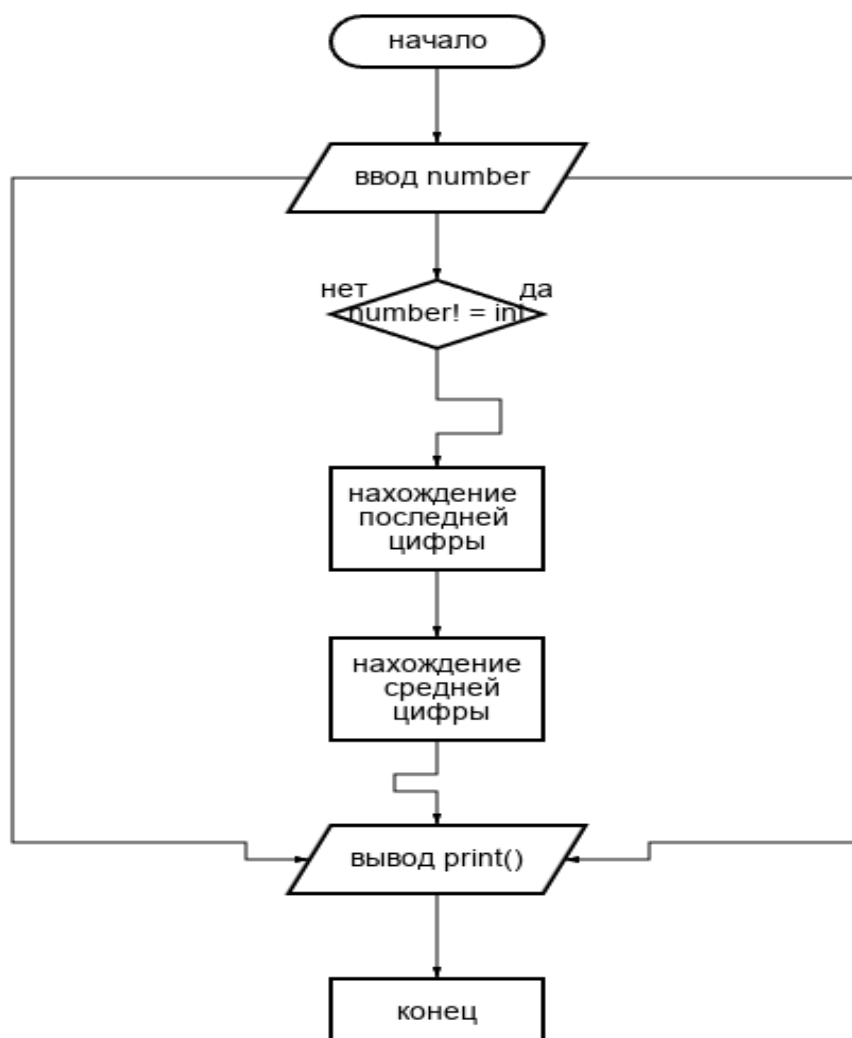 начало
ввод number
нет
да
number! = int
нахождение
последней
цифры
нахождение
средней
цифры
вывод print()
конец